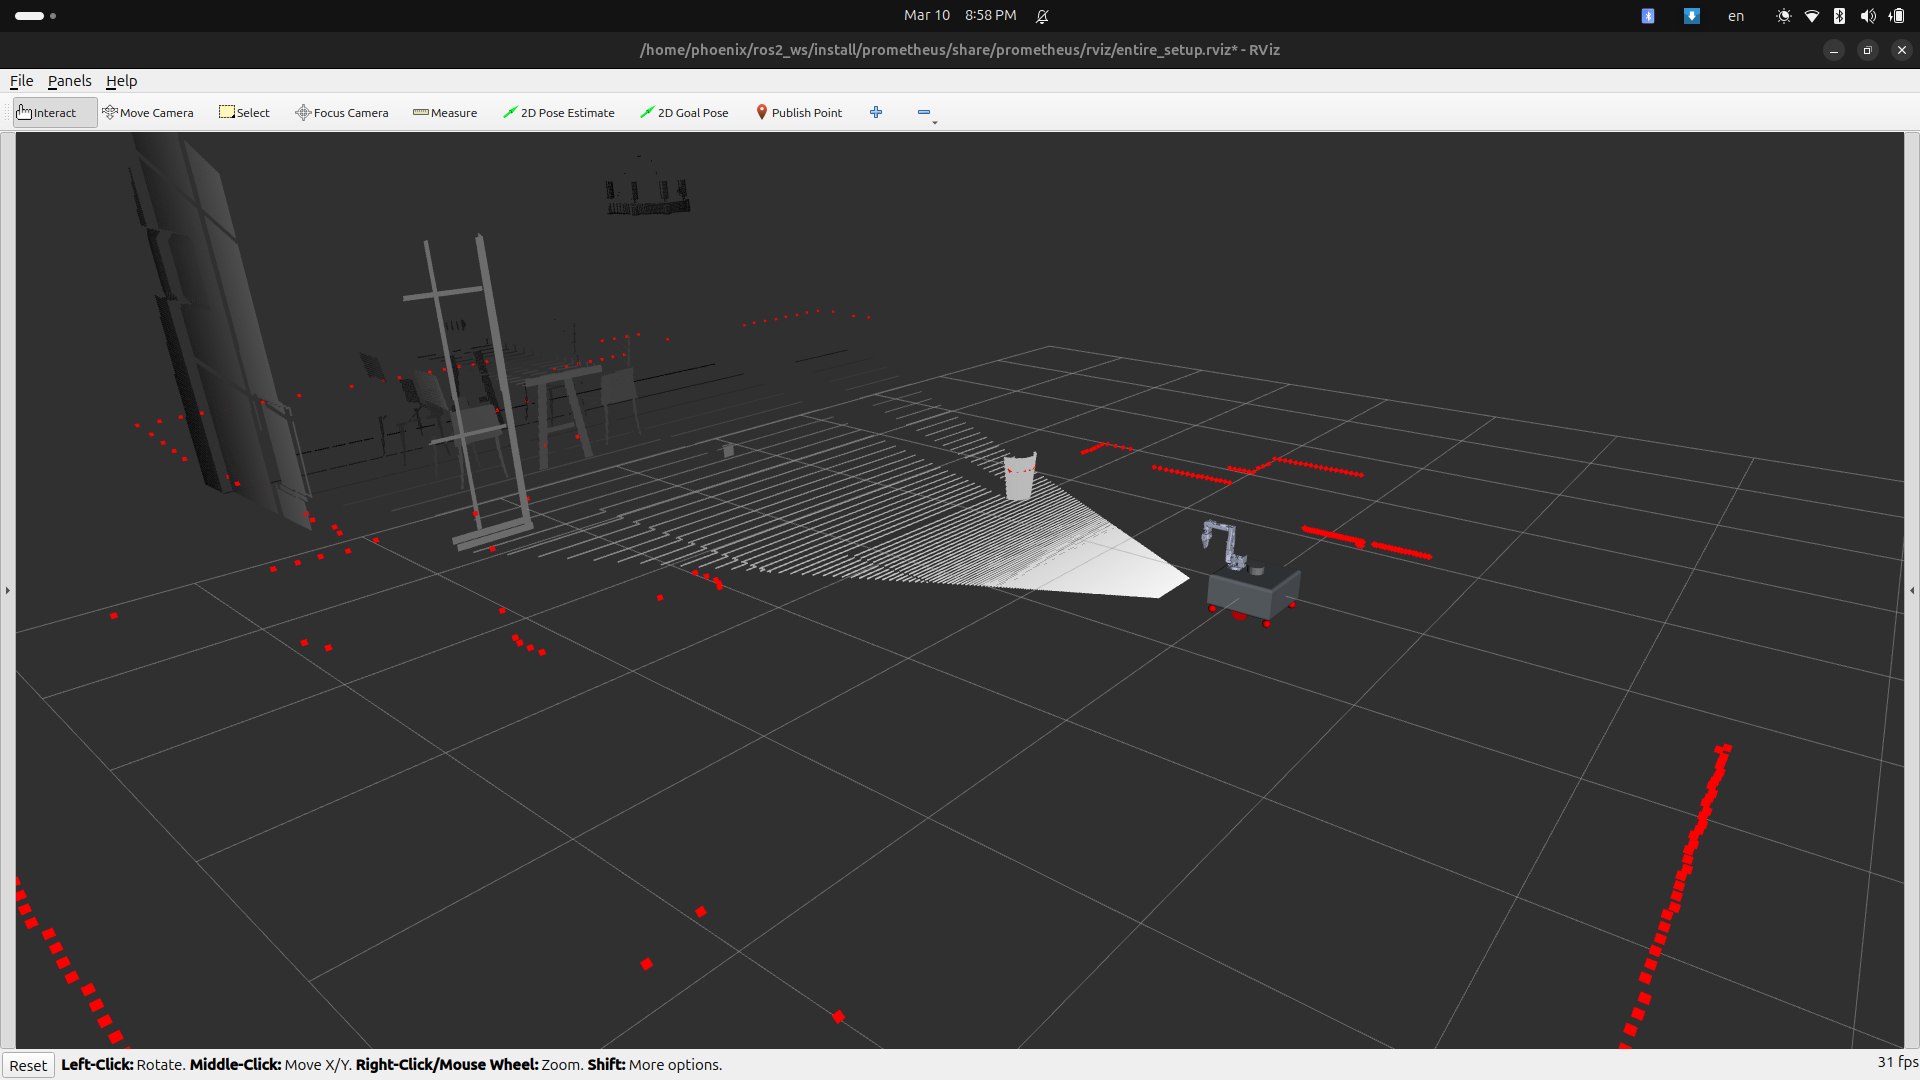 Mar 10 8:58 PM
en
/home/phoenix/ros2_ws/install/prometheus/share/prometheus/rviz/entire_setup.rviz* - RViz
File Panels Help
Interact Move Camera Select Focus Camera Measure 2D Pose Estimate 2D Goal Pose Publish Point
Reset Left-Click: Rotate. Middle-Click: Move X/Y. Right-Click/Mouse Wheel: Zoom. Shift: More options.
31 fps